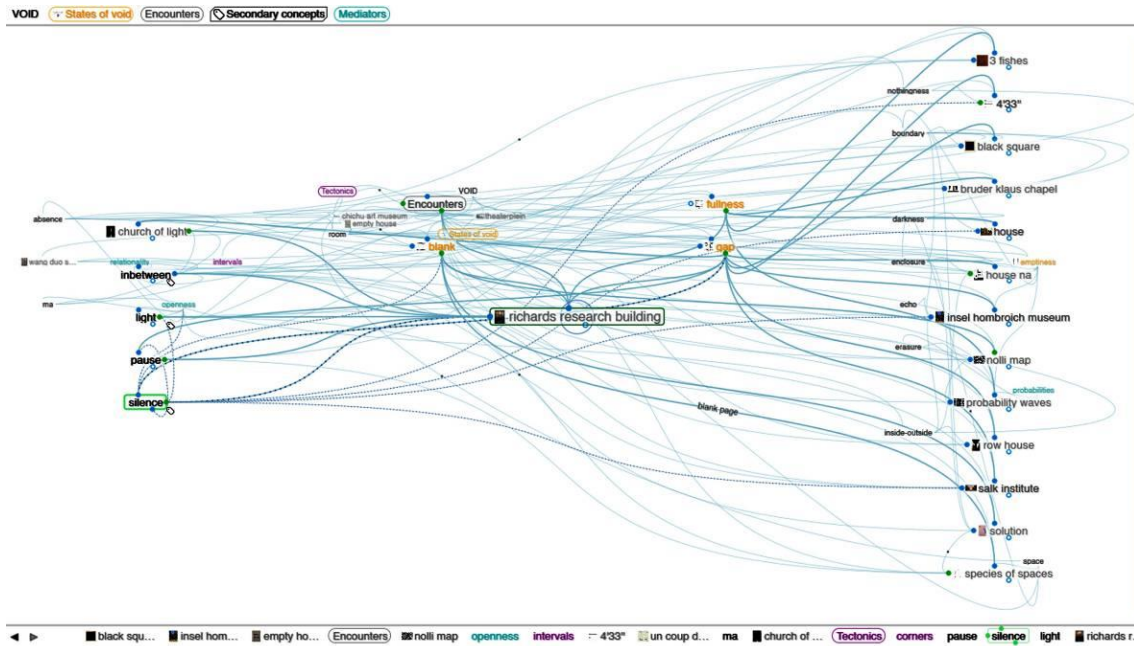 VOID States of void Encounters Secondary concepts Mediators
3 fishes
nothingness
4'33"
boundary
black square
Tectonics
VOID
bruder klaus chapel
Encounters
fullness
absence
chichu art museum
theaterplein
darkness
empty house
church of light
room
States of void
house
blank
gap
wang duo s...
relationality
intervals
enclosure
emptiness
inbetween
house na
ma
openness
echo
light
richards research building
insel hombroich museum
erasure
pause
nolli map
probabilities
silence
probability waves
blank page
inside-outside
row house
salk institute
solution
space
species of spaces
black squ... insel hom... empty ho... Encounters nolli map openness intervals 4'33" un coup d... ma church of ... Tectonics corners pause silence light richards r.